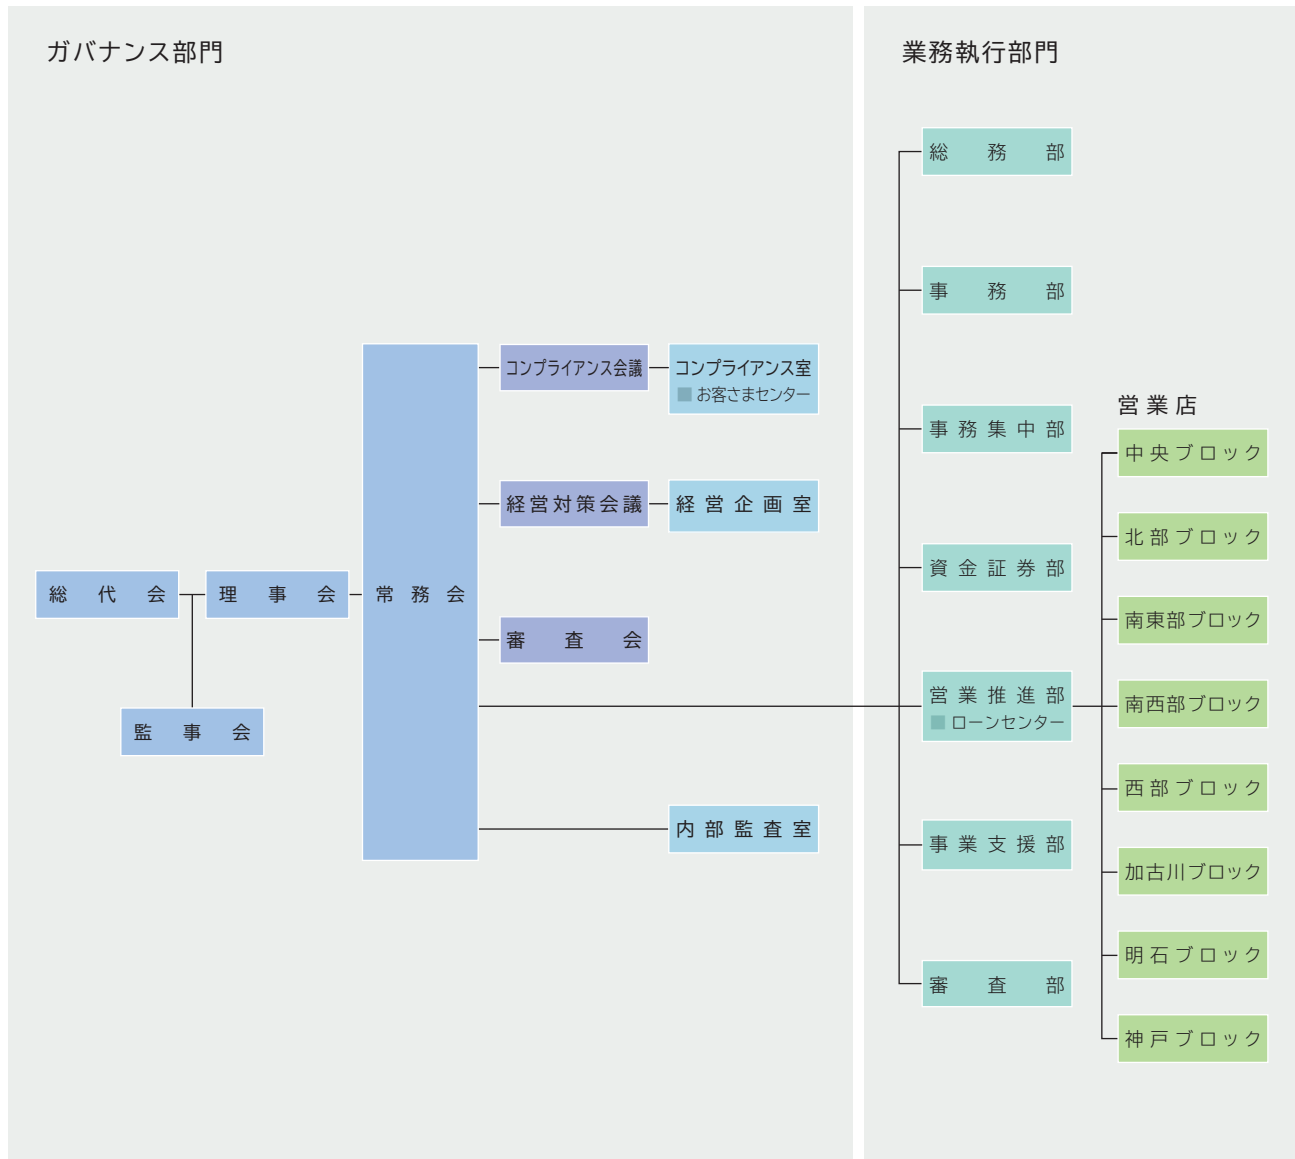 ガバナンス部門
総代会
理事会
監事会
常務会
コンプライアンス会議
コンプライアンス室
■ お客さまセンター
経営対策会議
経営企画室
審査会
内部監査室
業務執行部門
総務部
事務部
事務集中部
資金証券部
営業推進部
■ ローンセンター
事業支援部
審査部
営業店
中央ブロック
北部ブロック
南東部ブロック
南西部ブロック
西部ブロック
加古川ブロック
明石ブロック
神戸ブロック